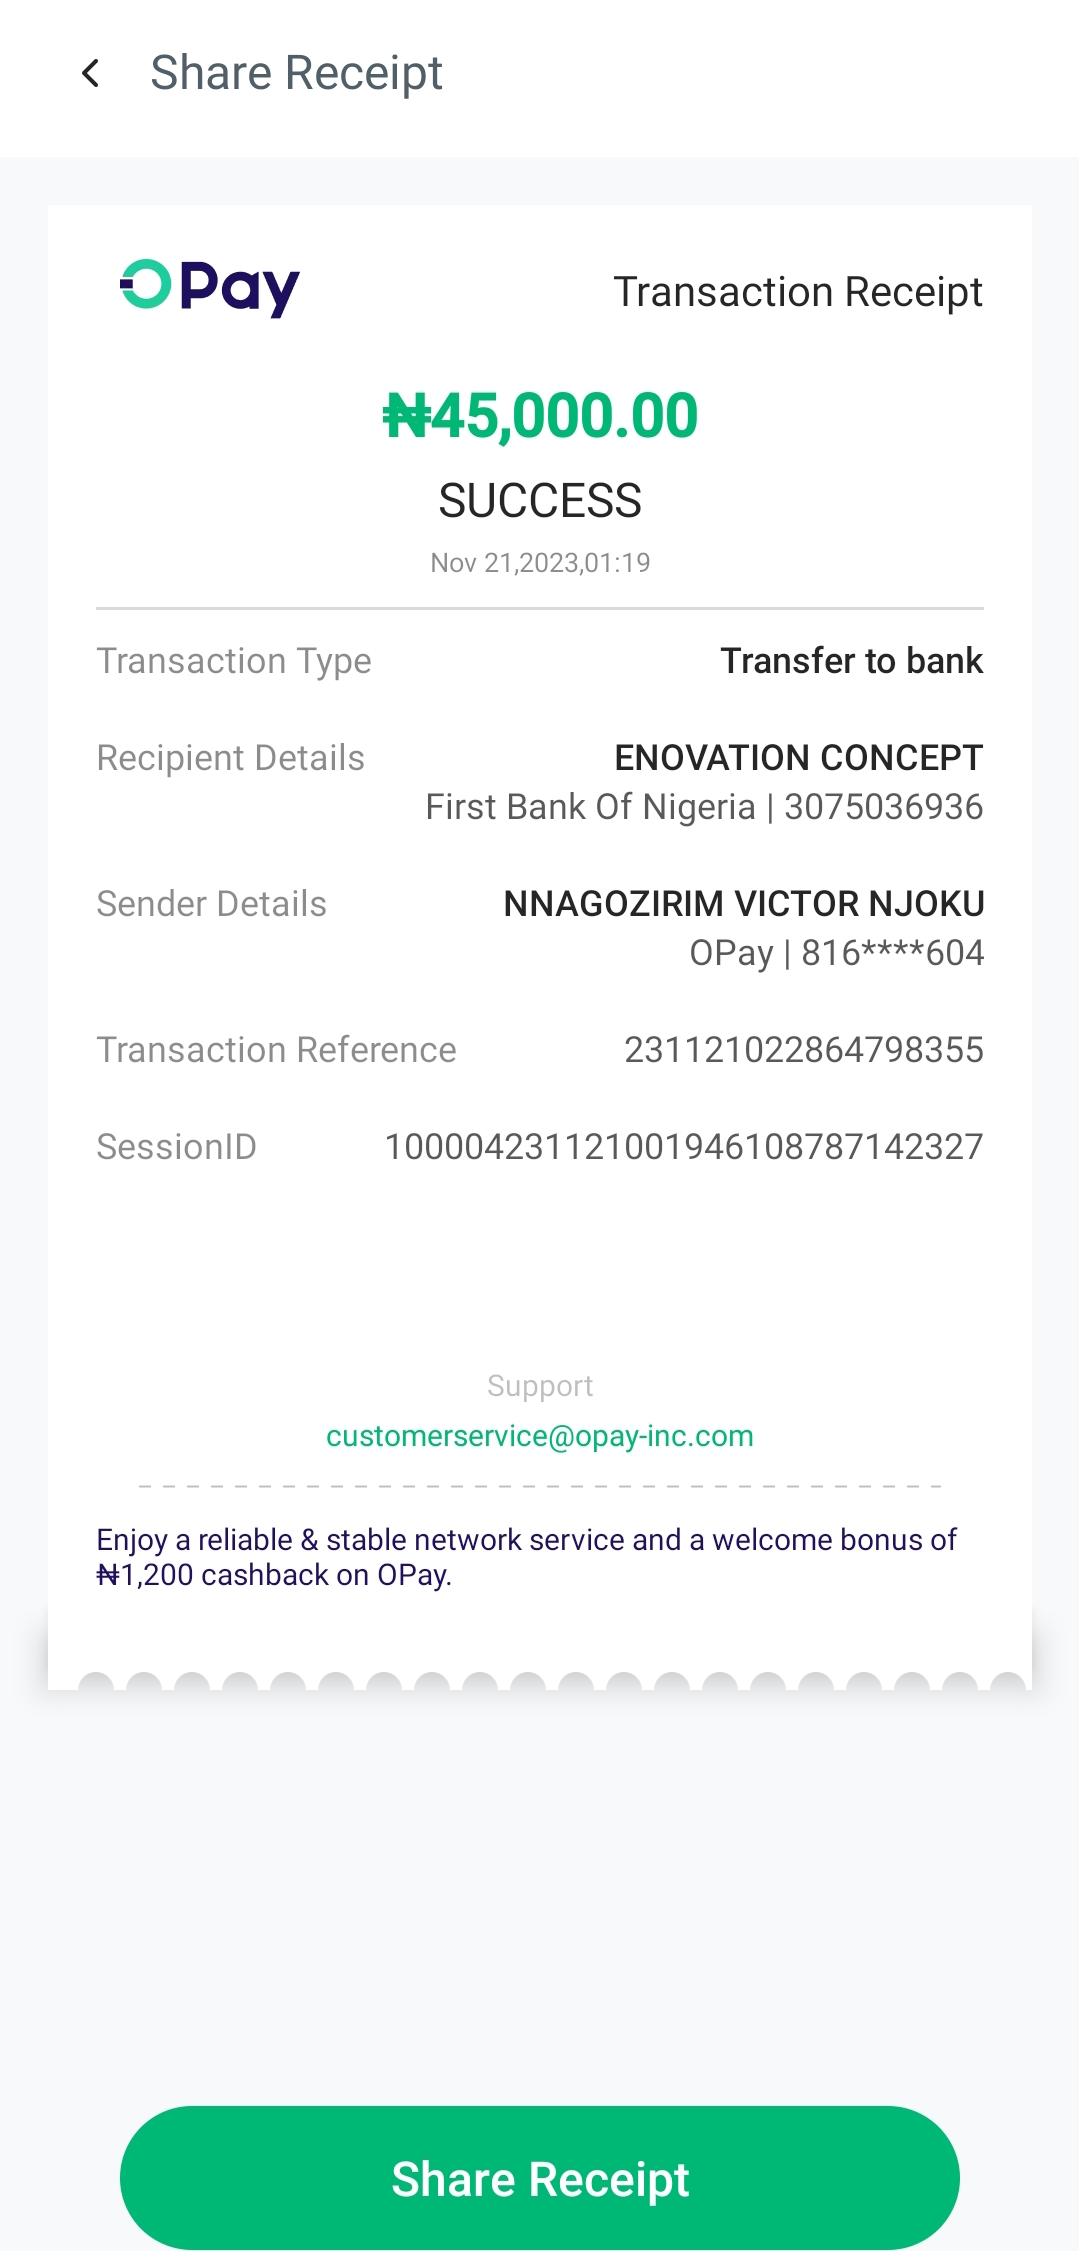 Share Receipt
OPay
Transaction Receipt
₦45,000.00
SUCCESS
Nov 21,2023,01:19
Transaction Type
Transfer to bank
Recipient Details
ENOVATION CONCEPT
First Bank Of Nigeria | 3075036936
Sender Details
NNAGOZIRIM VICTOR NJOKU
OPay | 816****604
Transaction Reference
231121022864798355
SessionID
100004231121001946108787142327
Support
customerservice@opay-inc.com
Enjoy a reliable & stable network service and a welcome bonus of
₦1,200 cashback on OPay.
Share Receipt